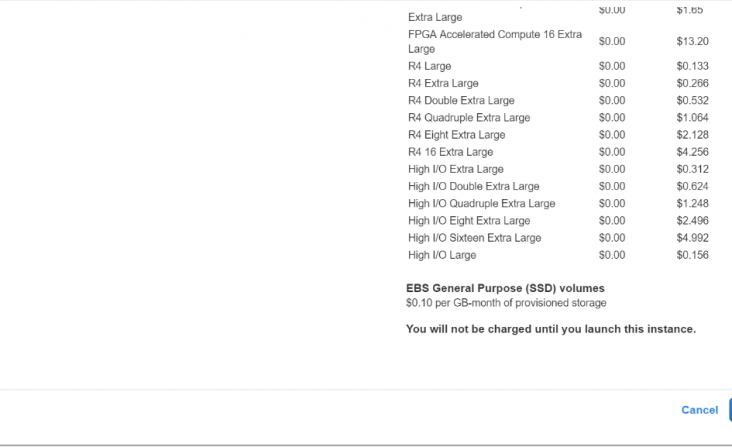 Extra Large $0.00 $1.65
FPGA Accelerated Compute 16 Extra
Large $0.00 $13.20
R4 Large $0.00 $0.133
R4 Extra Large $0.00 $0.266
R4 Double Extra Large $0.00 $0.532
R4 Quadruple Extra Large $0.00 $1.064
R4 Eight Extra Large $0.00 $2.128
R4 16 Extra Large $0.00 $4.256
High I/O Extra Large $0.00 $0.312
High I/O Double Extra Large $0.00 $0.624
High I/O Quadruple Extra Large $0.00 $1.248
High I/O Eight Extra Large $0.00 $2.496
High I/O Sixteen Extra Large $0.00 $4.992
High I/O Large $0.00 $0.156
EBS General Purpose (SSD) volumes
$0.10 per GB-month of provisioned storage
You will not be charged until you launch this instance.
Cancel